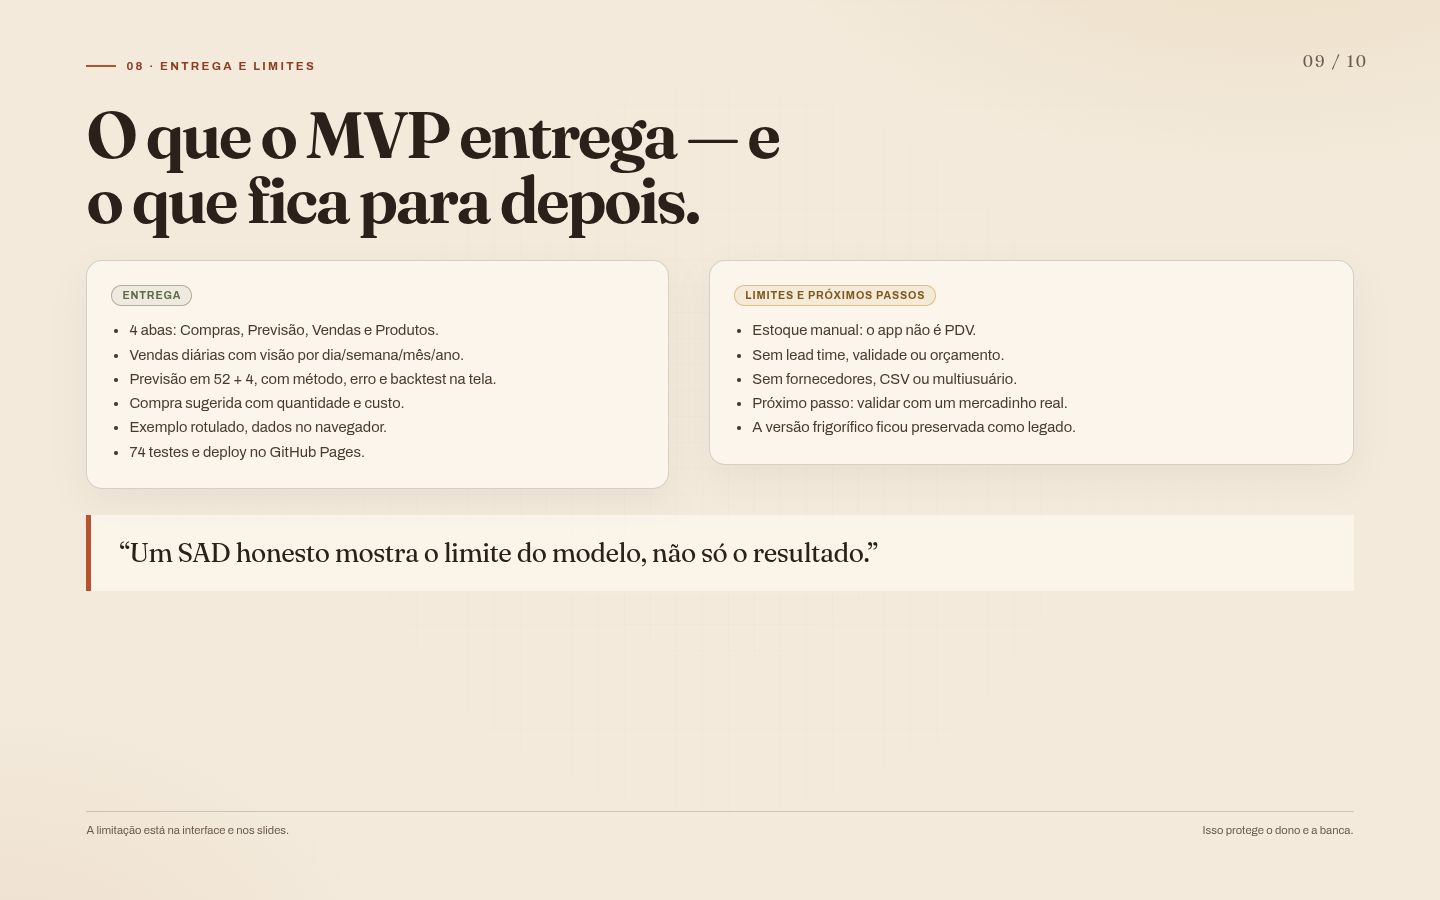 08 · ENTREGA E LIMITES
09 / 10
O que o MVP entrega — e
o que fica para depois.
ENTREGA
• 4 abas: Compras, Previsão, Vendas e Produtos.
• Vendas diárias com visão por dia/semana/mês/ano.
• Previsão em 52 + 4, com método, erro e backtest na tela.
• Compra sugerida com quantidade e custo.
• Exemplo rotulado, dados no navegador.
• 74 testes e deploy no GitHub Pages.
LIMITES E PRÓXIMOS PASSOS
• Estoque manual: o app não é PDV.
• Sem lead time, validade ou orçamento.
• Sem fornecedores, CSV ou multiusuário.
• Próximo passo: validar com um mercadinho real.
• A versão frigorífico ficou preservada como legado.
“Um SAD honesto mostra o limite do modelo, não só o resultado.”
A limitação está na interface e nos slides.
Isso protege o dono e a banca.